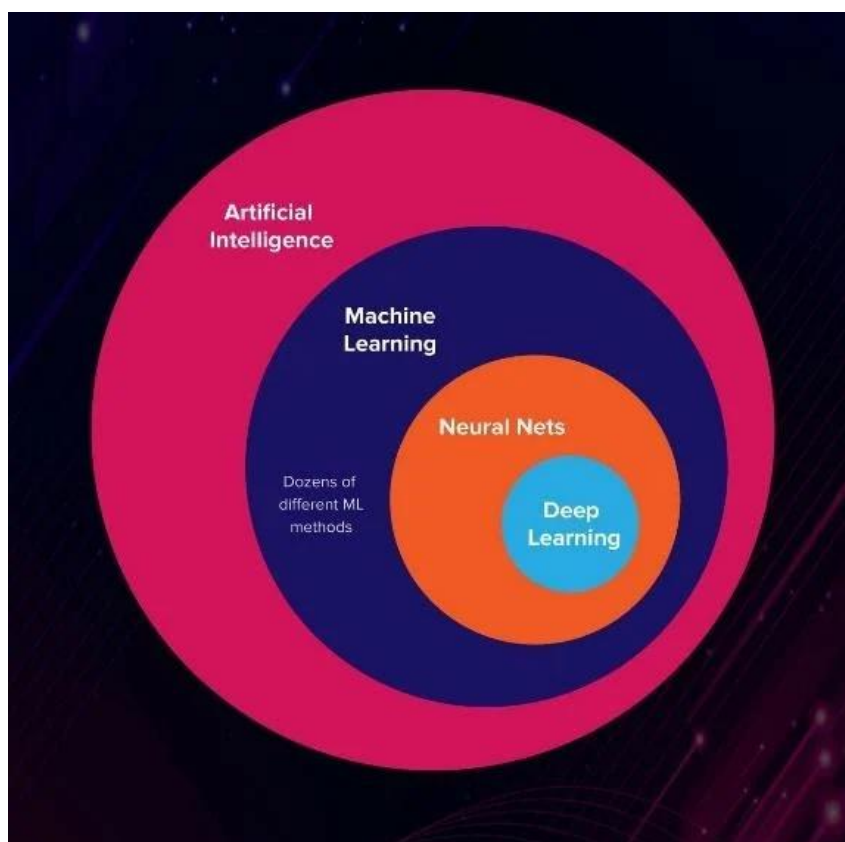 Artificial
Intelligence
Machine
Learning
Neural Nets
Dozens of
different ML
methods
Deep
Learning